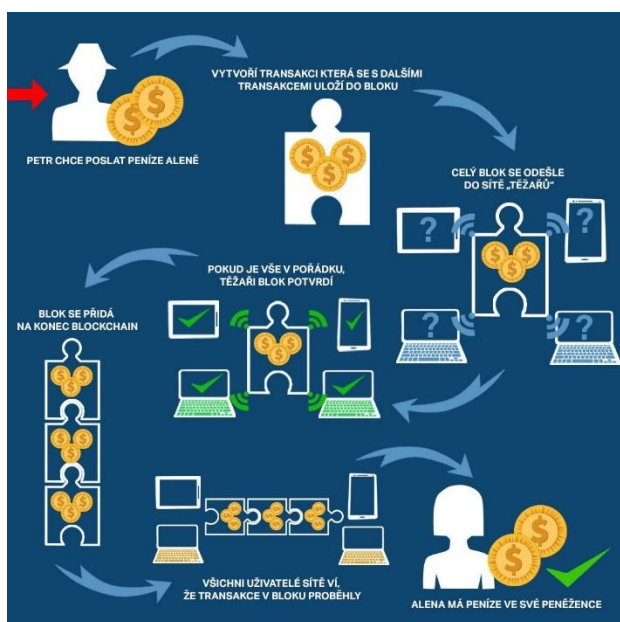 PETR CHCE POSLAT PENÍZE ALENĚ
VYTVOŘÍ TRANSAKCI KTERÁ SE S DALŠÍMI
TRANSAKCEMI ULOŽÍ DO BLOKU
CELÝ BLOK SE ODEŠLE
DO SÍTĚ „TĚŽAŘŮ“
? ?
? ?
POKUD JE VŠE V POŘÁDKU,
TĚŽAŘI BLOK POTVRDÍ
BLOK SE PŘIDÁ
NA KONEC BLOCKCHAIN
VŠICHNI UŽIVATELÉ SÍTĚ VÍ,
ŽE TRANSAKCE V BLOKU PROBĚHLY
ALENA MÁ PENÍZE VE SVÉ PENĚŽENCE